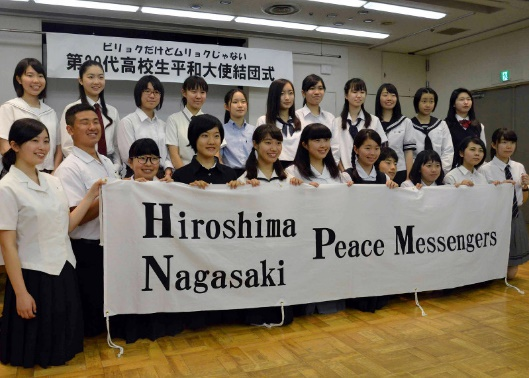 ビリョクだけどムリョクじゃない
第20代高校生平和大使結団式
Hiroshima
Nagasaki
Peace Messengers